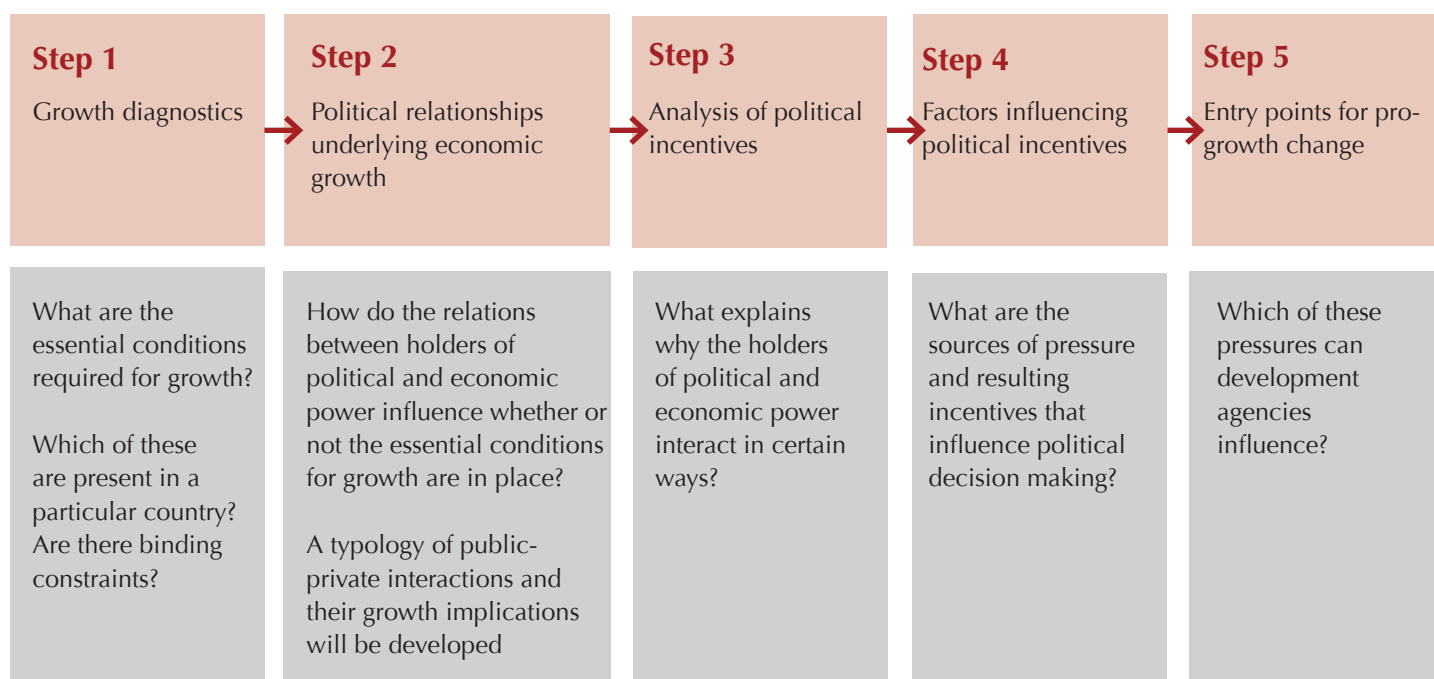 Step 1
Growth diagnostics
Step 2
Political relationships
underlying economic
growth
Step 3
Analysis of political
incentives
Step 4
Factors influencing
political incentives
Step 5
Entry points for pro-
growth change
What are the
essential conditions
required for growth?
Which of these
are present in a
particular country?
Are there binding
constraints?
How do the relations
between holders of
political and economic
power influence whether or
not the essential conditions
for growth are in place?
A typology of public-
private interactions and
their growth implications
will be developed
What explains
why the holders
of political and
economic power
interact in certain
ways?
What are the
sources of pressure
and resulting
incentives that
influence political
decision making?
Which of these
pressures can
development
agencies
influence?